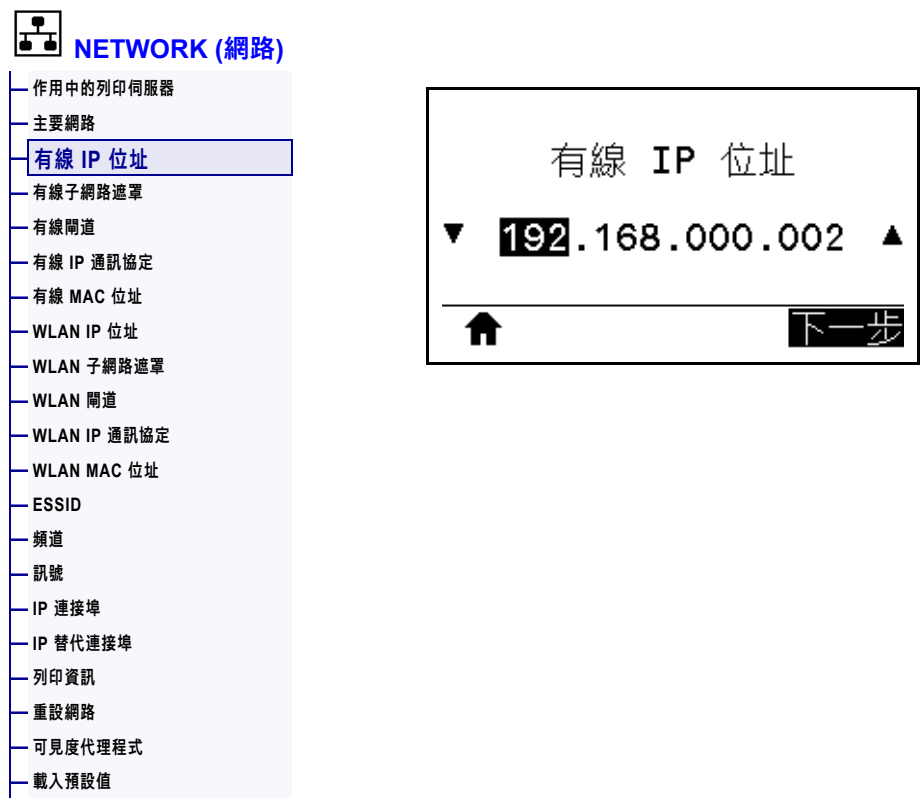 NETWORK (網路)
作用中的列印伺服器
主要網路
有線 IP 位址
有線子網路遮罩
有線閘道
有線 IP 通訊協定
有線 MAC 位址
WLAN IP 位址
WLAN 子網路遮罩
WLAN 閘道
WLAN IP 通訊協定
WLAN MAC 位址
ESSID
頻道
訊號
IP 連接埠
IP 替代連接埠
列印資訊
重設網路
可見度代理程式
載入預設值
有線 IP 位址
▼ 192.168.000.002 ▲
下一步